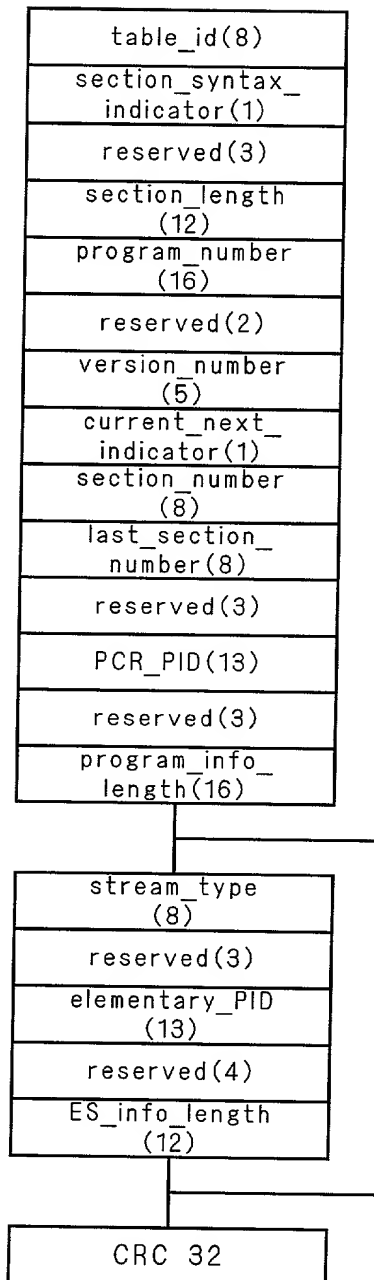 table_id(8)
section_syntax_
indicator(1)
reserved(3)
section_length
(12)
program_number
(16)
reserved(2)
version_number
(5)
current_next_
indicator(1)
section_number
(8)
last_section_
number(8)
reserved(3)
PCR_PID(13)
reserved(3)
program_info_
length(16)
stream_type
(8)
reserved(3)
elementary_PID
(13)
reserved(4)
ES_info_length
(12)
CRC 32